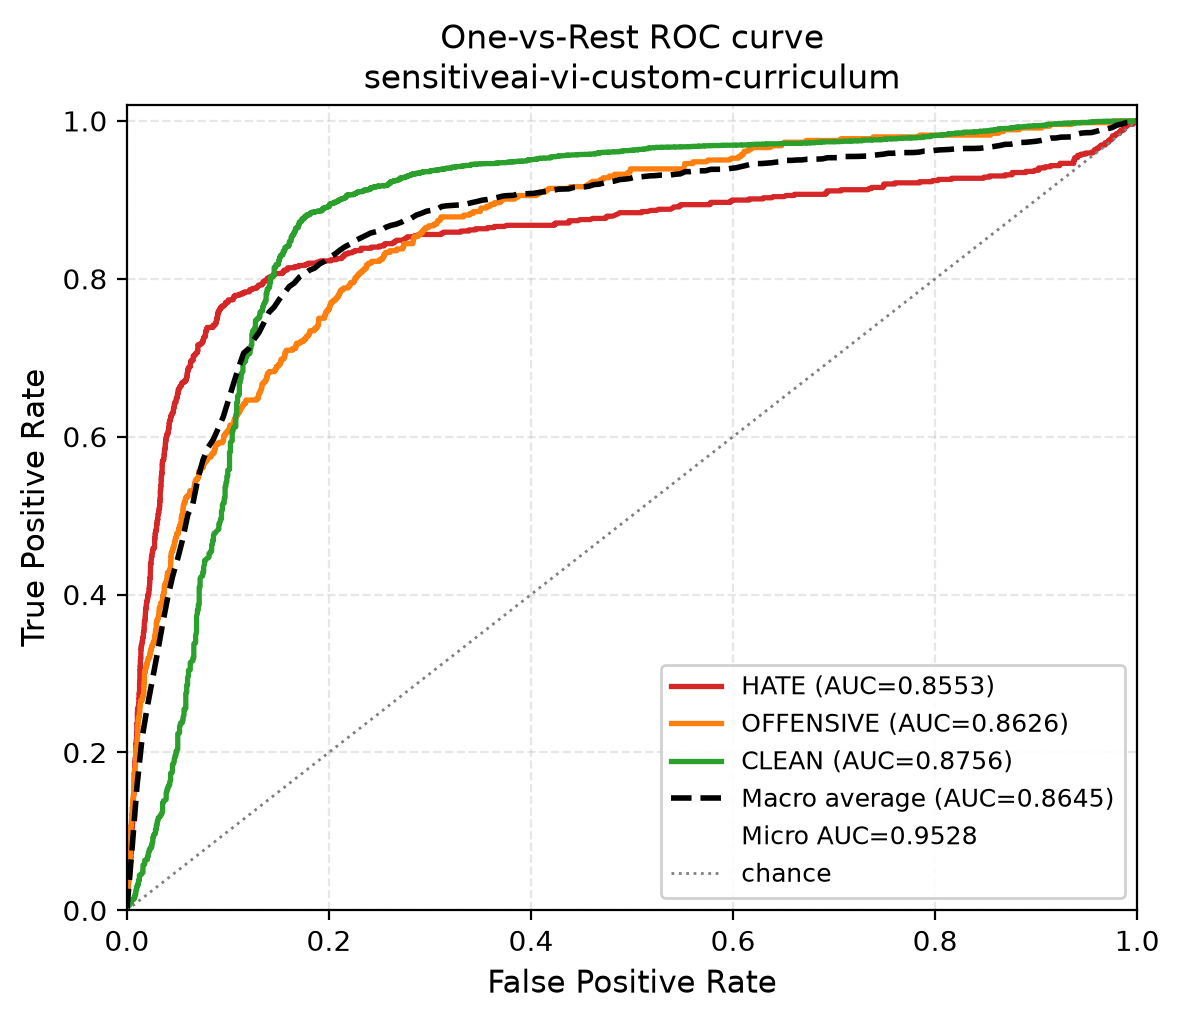 One-vs-Rest ROC curve
sensitiveai-vi-custom-curriculum
True Positive Rate
1.0
0.8
0.6
0.4
0.2
0.0
HATE (AUC=0.8553)
OFFENSIVE (AUC=0.8626)
CLEAN (AUC=0.8756)
Macro average (AUC=0.8645)
Micro AUC=0.9528
chance
0.0 0.2 0.4 0.6 0.8 1.0
False Positive Rate